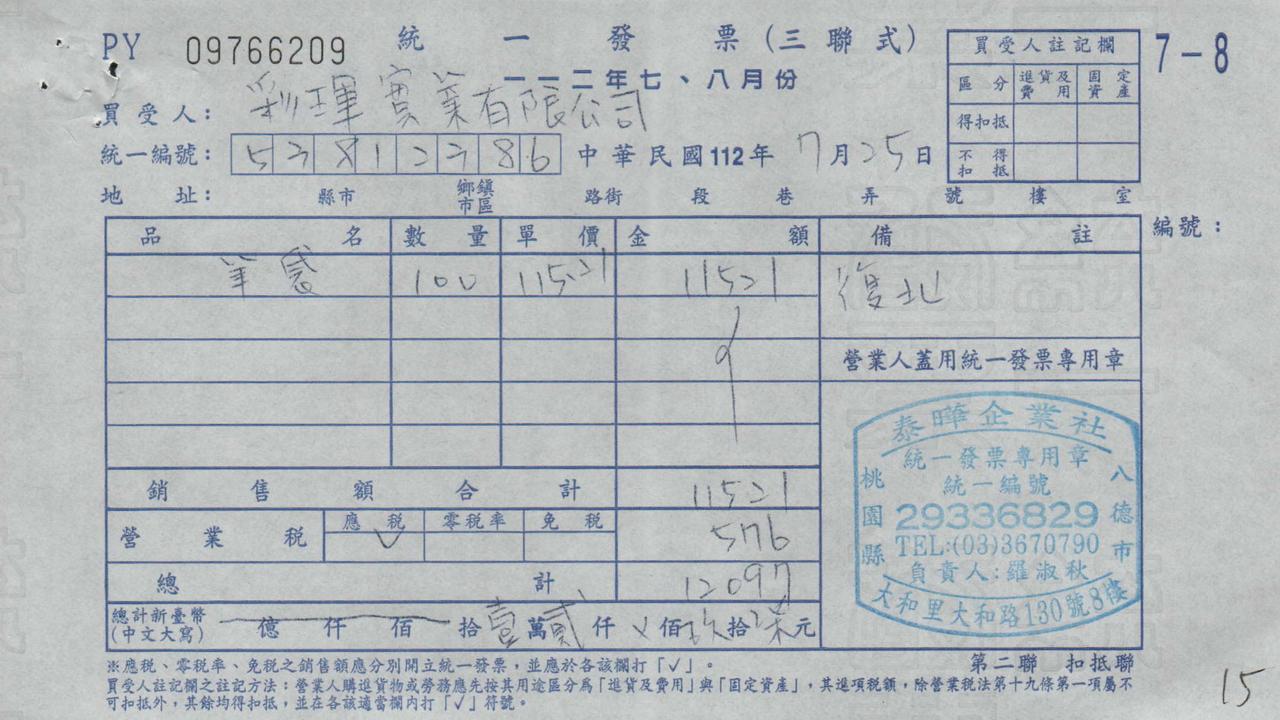 PY 09766209 統一發票(三聯式) 7-8
一一二年七、八月份
買受人: 彩琿實業有限公司
統一編號: 53812386 中華民國112年7月25日
地址: 縣市 鄉鎮市區 路街 段 巷 弄 號 樓 室
買受人註記欄
區分 進貨及費用 固定資產
得扣抵
不得扣抵
編號:
品名 數量 單價 金額 備註
筆袋 100 115.21 11521 復北
營業人蓋用統一發票專用章
銷售額合計 11521
營業稅 應稅 ✓ 零稅率 免稅 576
總計 12097
總計新臺幣(中文大寫) 億 仟 佰 拾壹萬貳仟 佰玖拾柒元
泰曄企業社
統一發票專用章
統一編號
29336829
TEL:(03)3670790
負責人:羅淑秋
桃園縣
八德市
大和里大和路130號8樓
※應稅、零稅率、免稅之銷售額應分別開立統一發票,並應於各該欄打「✓」。
第二聯 扣抵聯
買受人註記欄之註記方法:營業人購進貨物或勞務應先按其用途區分為「進貨及費用」與「固定資產」,其進項稅額,除營業稅法第十九條第一項屬不
可扣抵外,其餘均得扣抵,並在各該適當欄內打「✓」符號。
15